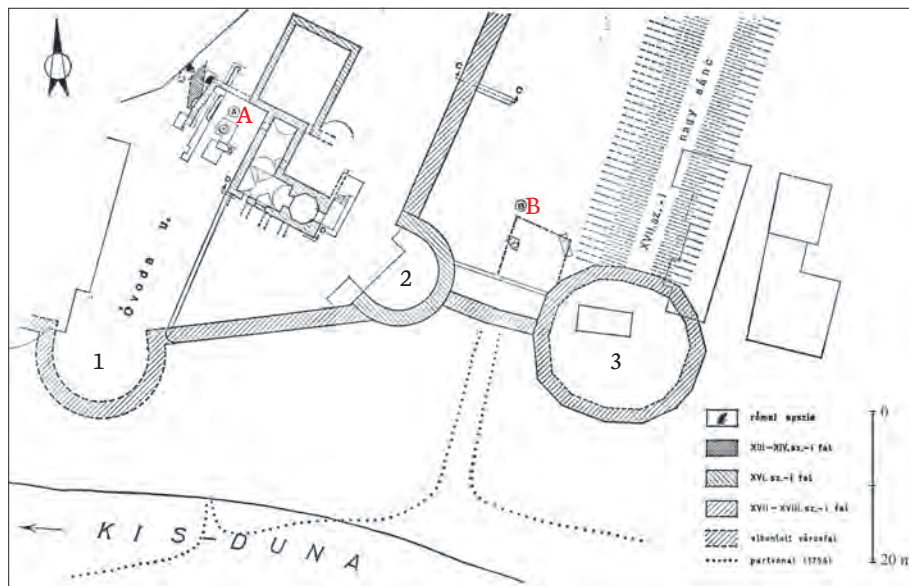 A
B
Óvoda u.
XVII.sz.-i nagy sánc
1
2
3
KIS-DUNA
római apszis
XIII-XIV.sz.-i fal
XVI.sz.-i fal
XVII-XVIII.sz.-i fal
elbontott városfal
partvonal (1756)
0
20 m